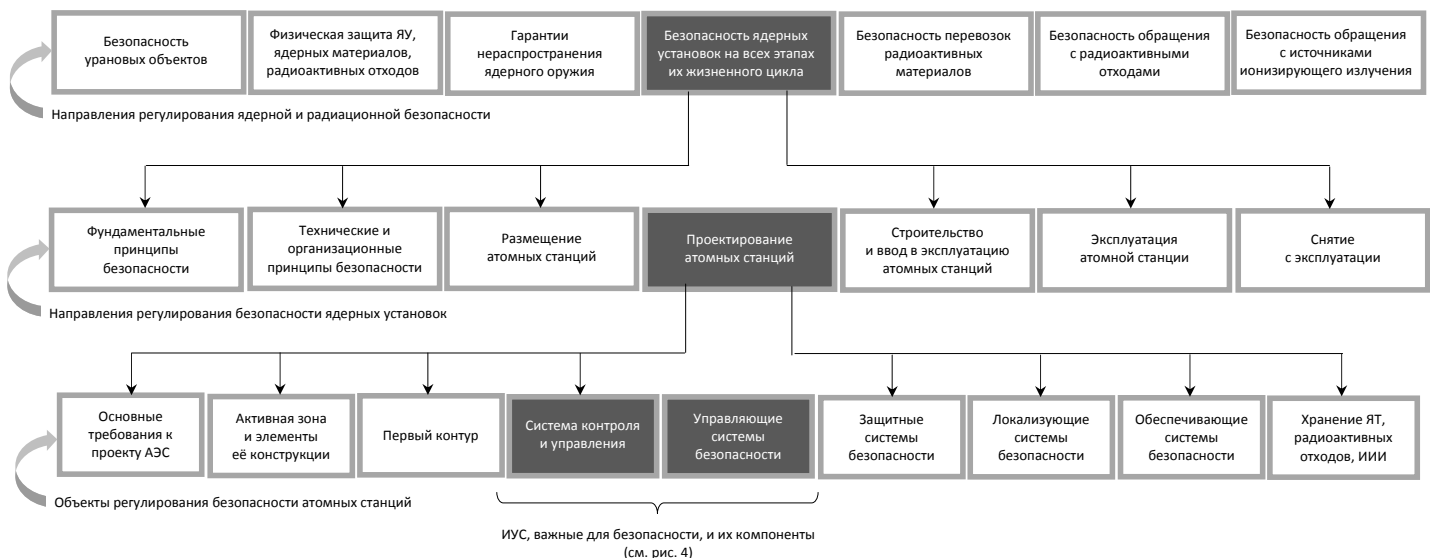 Безопасность
урановых объектов
Физическая защита ЯУ,
ядерных материалов,
радиоактивных отходов
Гарантии
нераспространения
ядерного оружия
Безопасность ядерных
установок на всех этапах
их жизненного цикла
Безопасность перевозок
радиоактивных
материалов
Безопасность обращения
с радиоактивными
отходами
Безопасность обращения
с источниками
ионизирующего излучения
Направления регулирования ядерной и радиационной безопасности
Фундаментальные
принципы
безопасности
Технические и
организационные
принципы безопасности
Размещение
атомных станций
Проектирование
атомных станций
Строительство
и ввод в эксплуатацию
атомных станций
Эксплуатация
атомной станции
Снятие
с эксплуатации
Направления регулирования безопасности ядерных установок
Основные
требования к
проекту АЭС
Активная зона
и элементы
её конструкции
Первый контур
Система контроля
и управления
Управляющие
системы
безопасности
Защитные
системы
безопасности
Локализующие
системы
безопасности
Обеспечивающие
системы
безопасности
Хранение ЯТ,
радиоактивных
отходов, ИИИ
Объекты регулирования безопасности атомных станций
ИУС, важные для безопасности, и их компоненты
(см. рис. 4)